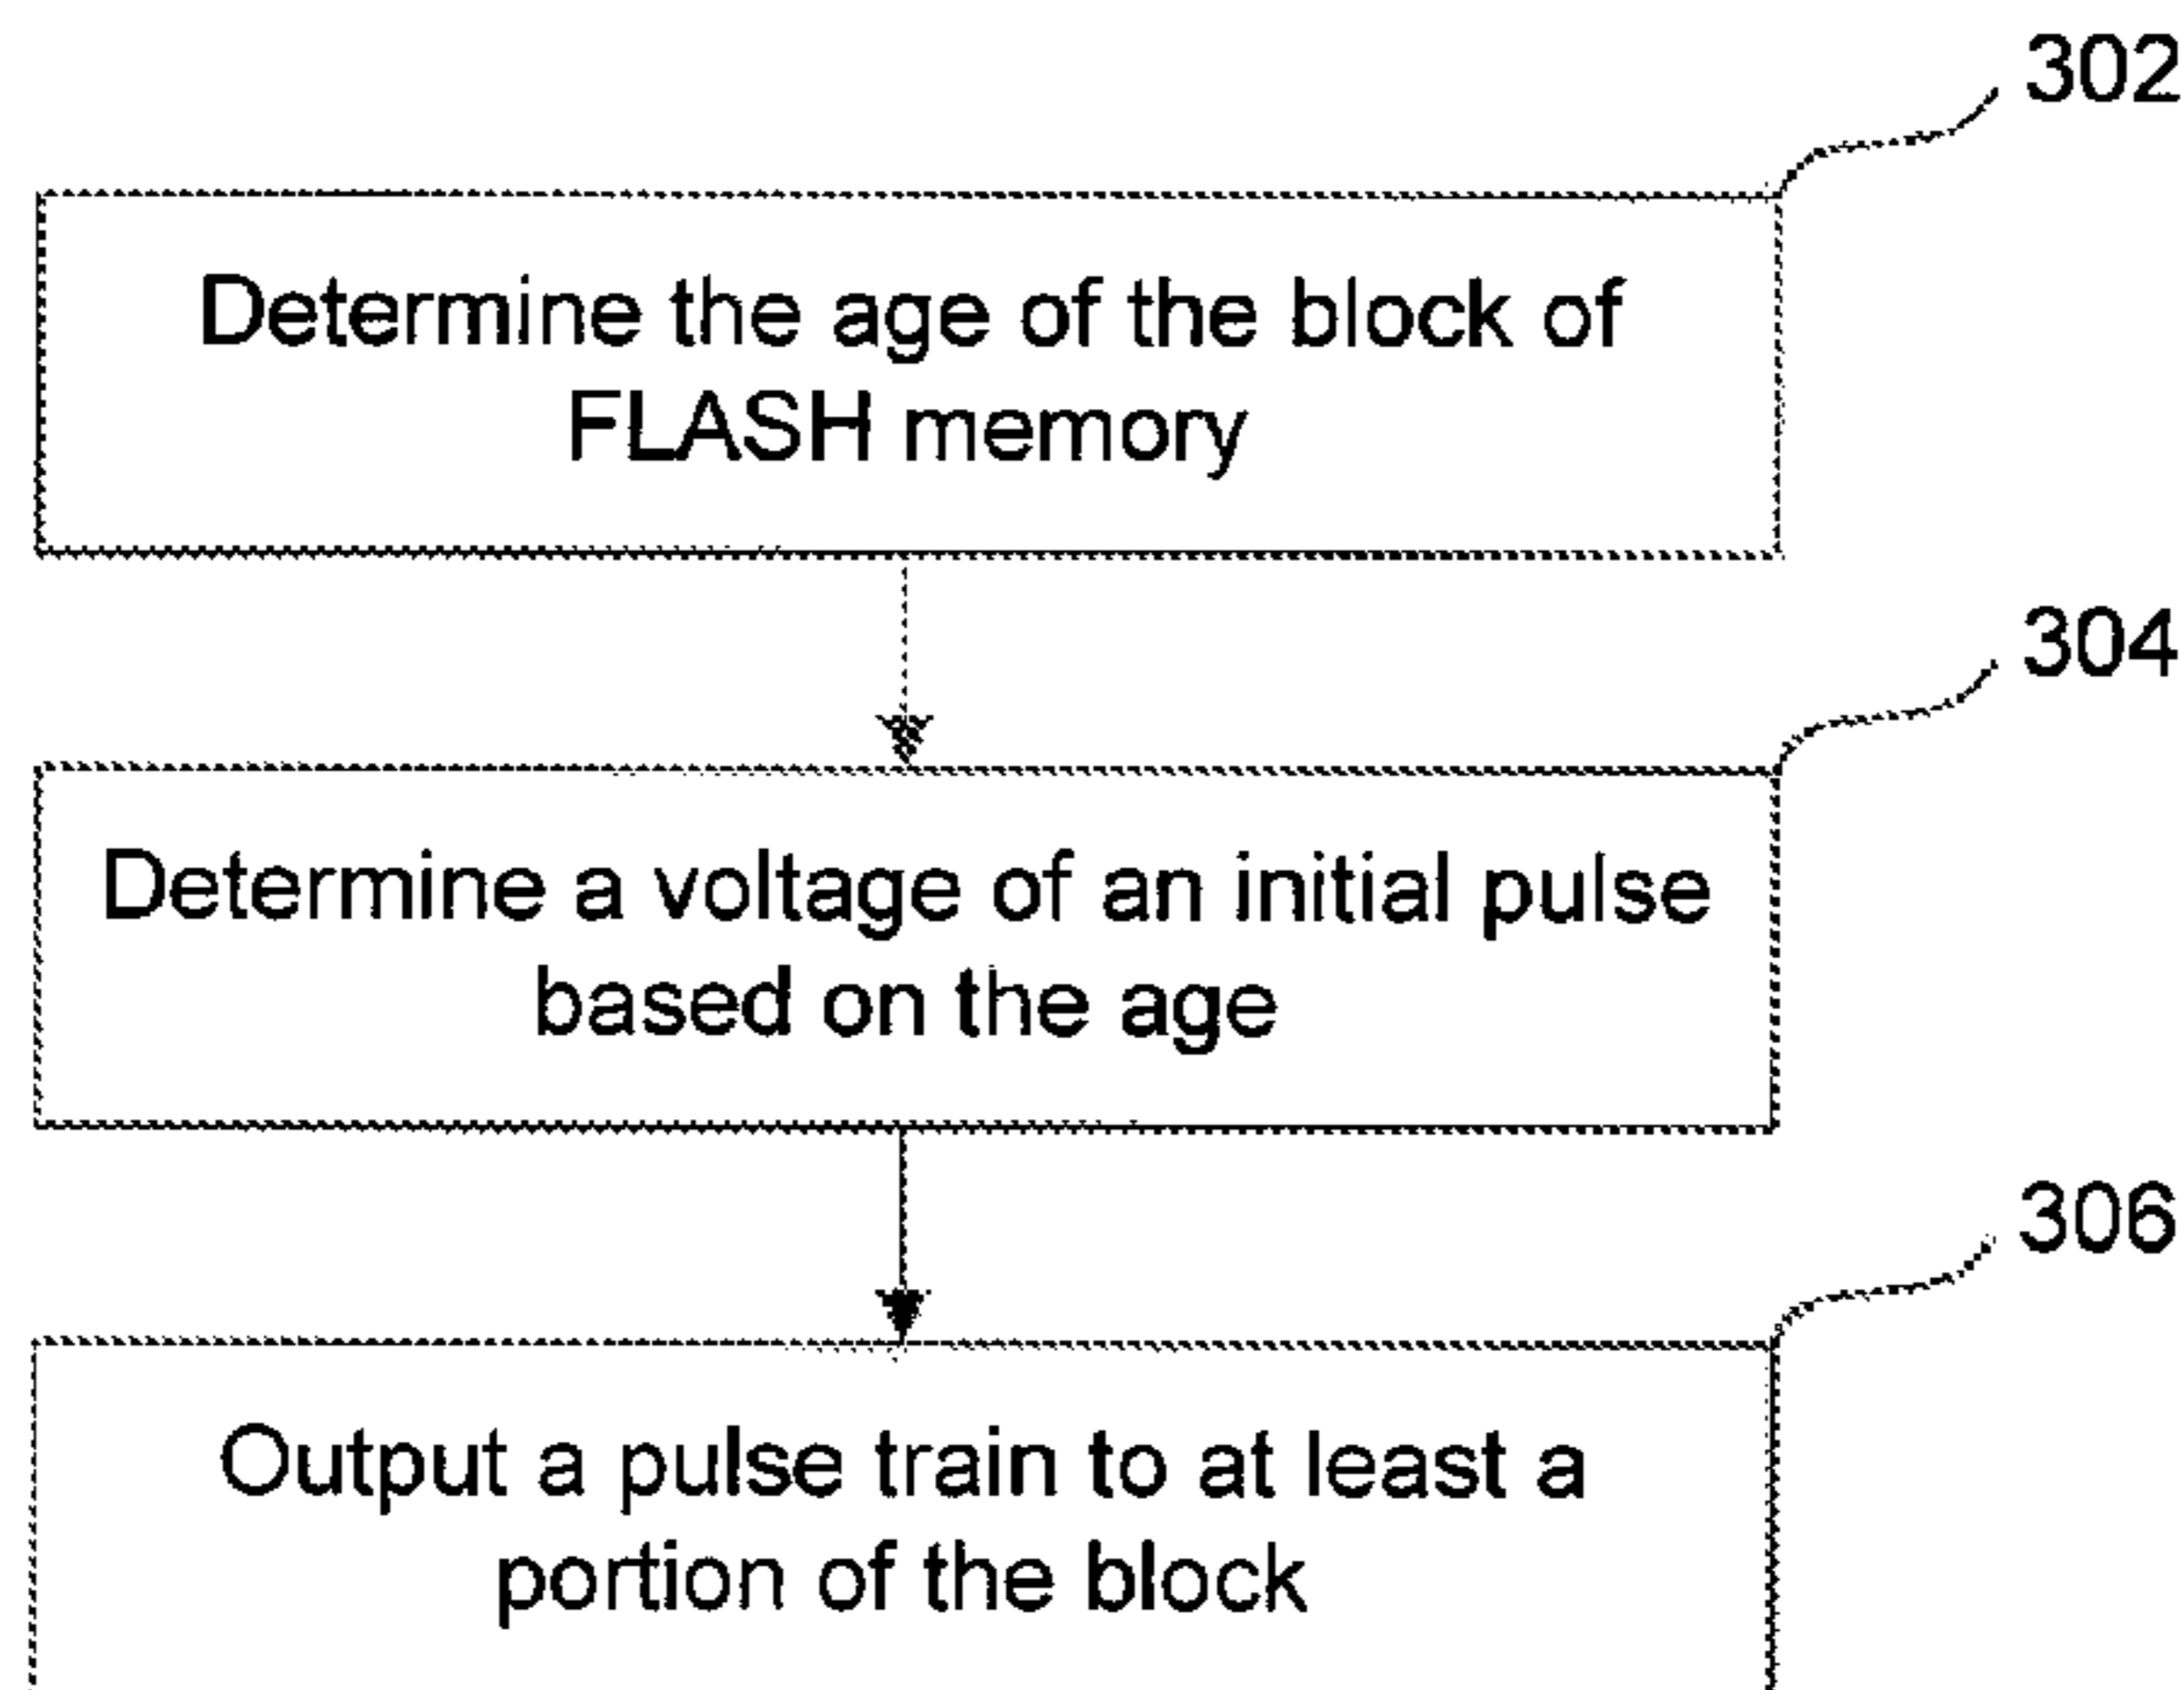 302
Determine the age of the block of
FLASH memory
304
Determine a voltage of an initial pulse
based on the age
306
Output a pulse train to at least a
portion of the block